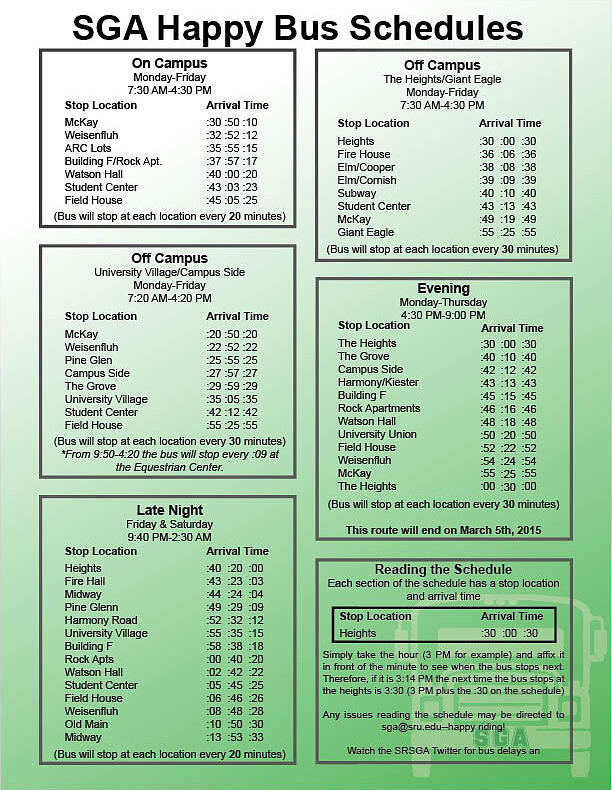 SGA Happy Bus Schedules
On Campus
Monday-Friday
7:30 AM-4:30 PM
Stop Location Arrival Time
McKay :30 :50 :10
Weisenfluh :32 :52 :12
ARC Lots :35 :55 :15
Building F/Rock Apt. :37 :57 :17
Watson Hall :40 :00 :20
Student Center :43 :03 :23
Field House :45 :05 :25
(Bus will stop at each location every 20 minutes)
Off Campus
University Village/Campus Side
Monday-Friday
7:20 AM-4:20 PM
Stop Location Arrival Time
McKay :20 :50 :20
Weisenfluh :22 :52 :22
Pine Glen :25 :55 :25
Campus Side :27 :57 :27
The Grove :29 :59 :29
University Village :35 :05 :35
Student Center :42 :12 :42
Field House :55 :25 :55
(Bus will stop at each location every 30 minutes)
*From 9:50-4:20 the bus will stop every :09 at
the Equestrian Center.
Late Night
Friday & Saturday
9:40 PM-2:30 AM
Stop Location Arrival Time
Heights :40 :20 :00
Fire Hall :43 :23 :03
Midway :44 :24 :04
Pine Glenn :49 :29 :09
Harmony Road :52 :32 :12
University Village :55 :35 :15
Building F :58 :38 :18
Rock Apts :00 :40 :20
Watson Hall :02 :42 :22
Student Center :05 :45 :25
Field House :06 :46 :26
Weisenfluh :08 :48 :28
Old Main :10 :50 :30
Midway :13 :53 :33
(Bus will stop at each location every 20 minutes)
Off Campus
The Heights/Giant Eagle
Monday-Friday
7:30 AM-4:30 PM
Stop Location Arrival Time
Heights :30 :00 :30
Fire House :36 :06 :36
Elm/Cooper :38 :08 :38
Elm/Cornish :39 :09 :39
Subway :40 :10 :40
Student Center :43 :13 :43
McKay :49 :19 :49
Giant Eagle :55 :25 :55
(Bus will stop at each location every 30 minutes)
Evening
Monday-Thursday
4:30 PM-9:00 PM
Stop Location Arrival Time
The Heights :30 :00 :30
The Grove :40 :10 :40
Campus Side :42 :12 :42
Harmony/Kiester :43 :13 :43
Building F :45 :15 :45
Rock Apartments :46 :16 :46
Watson Hall :48 :18 :48
University Union :50 :20 :50
Field House :52 :22 :52
Weisenfluh :54 :24 :54
McKay :55 :25 :55
The Heights :00 :30 :00
(Bus will stop at each location every 30 minutes)
This route will end on March 5th, 2015
Reading the Schedule
Each section of the schedule has a stop location
and arrival time
Stop Location Arrival Time
Heights :30 :00 :30
Simply take the hour (3 PM for example) and affix it
in front of the minute to see when the bus stops next.
Therefore, if it is 3:14 PM the next time the bus stops at
the heights is 3:30 (3 PM plus the :30 on the schedule)
Any issues reading the schedule may be directed to
sga@sru.edu--happy riding!
SGA
Watch the SRSGA Twitter for bus delays an